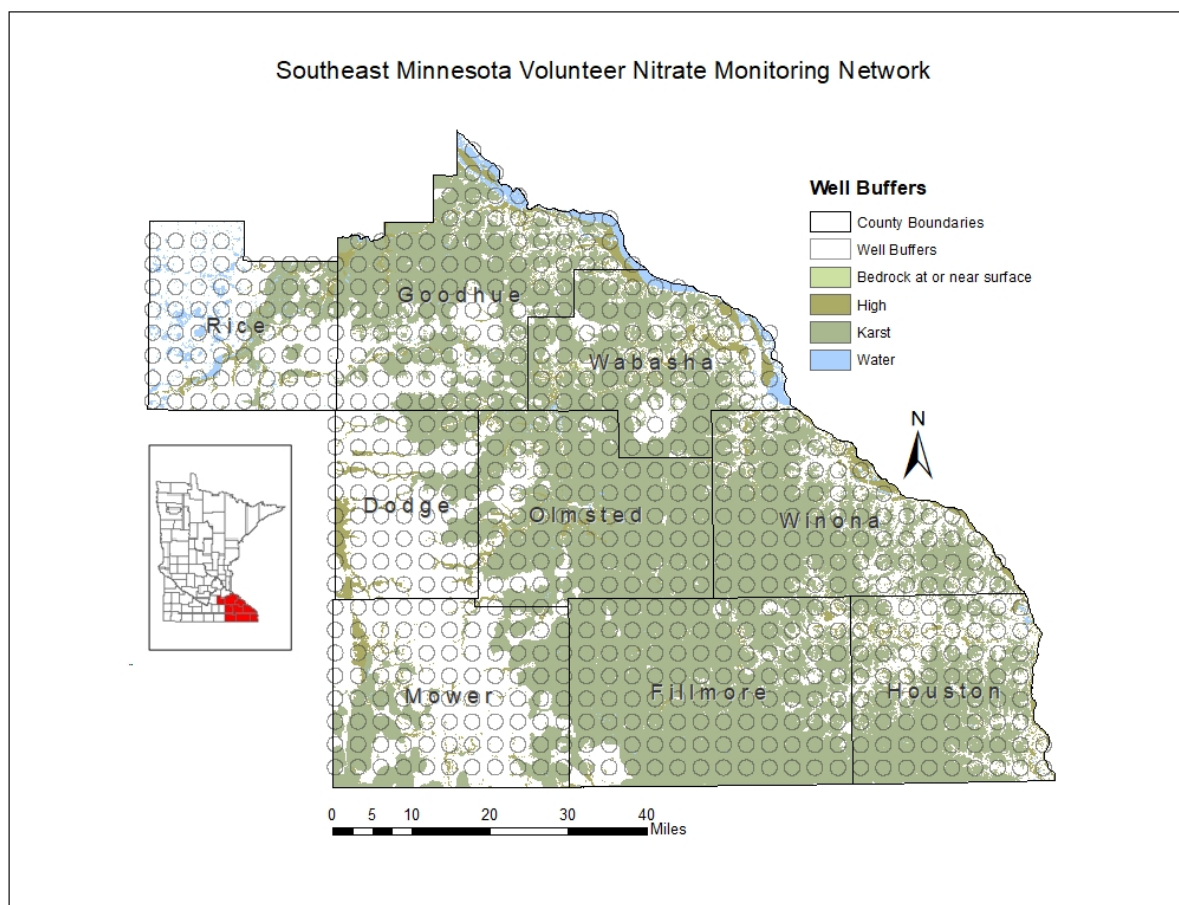 Southeast Minnesota Volunteer Nitrate Monitoring Network
Well Buffers
County Boundaries
Well Buffers
Bedrock at or near surface
High
Karst
Water
Goodhue
Rice
Wabasha
N
Dodge
Olmsted
Winona
Mower
Fillmore
Houston
0 5 10 20 30 40
Miles